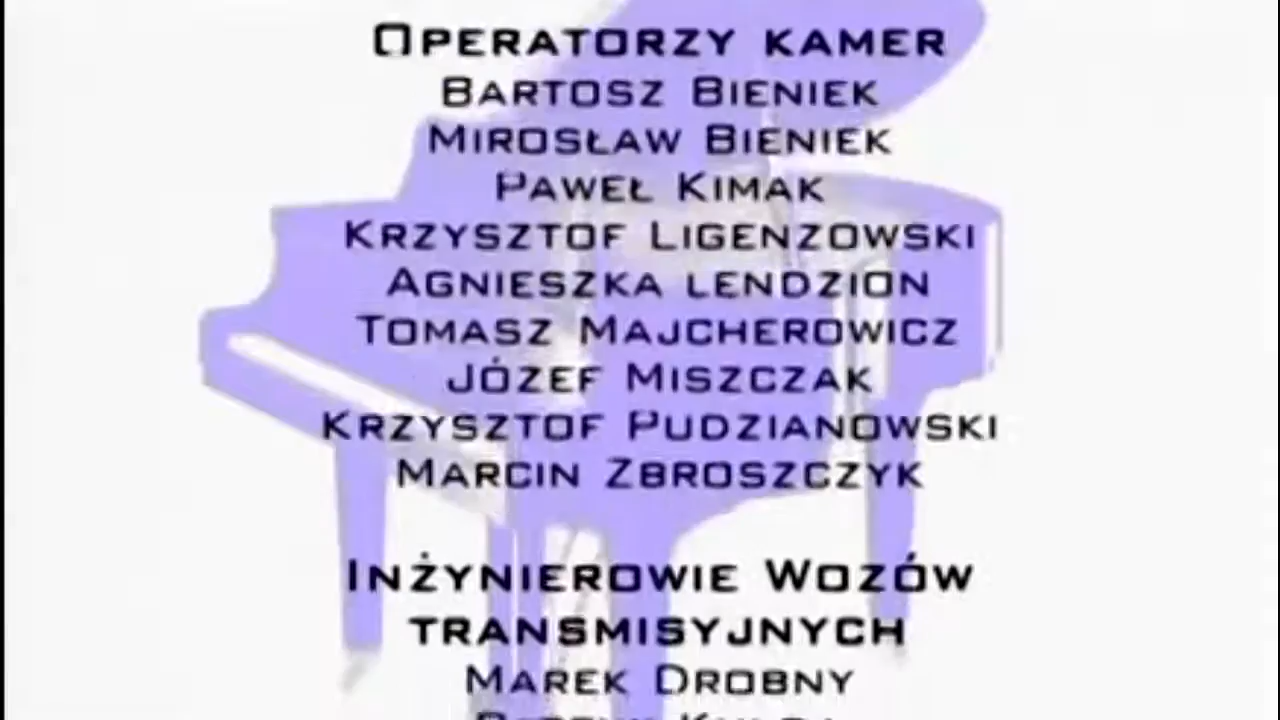 OPERATORZY KAMER
BARTOSZ BIENIEK
MIROSŁAW BIENIEK
PAWEŁ KIMAK
KRZYSZTOF LIGENZOWSKI
AGNIESZKA LENDZION
TOMASZ MAJCHEROWICZ
JÓZEF MISZCZAK
KRZYSZTOF PUDZIANOWSKI
MARCIN ZBROSZCZYK
INŻYNIEROWIE WOZÓW
TRANSMISYJNYCH
MAREK DROBNY